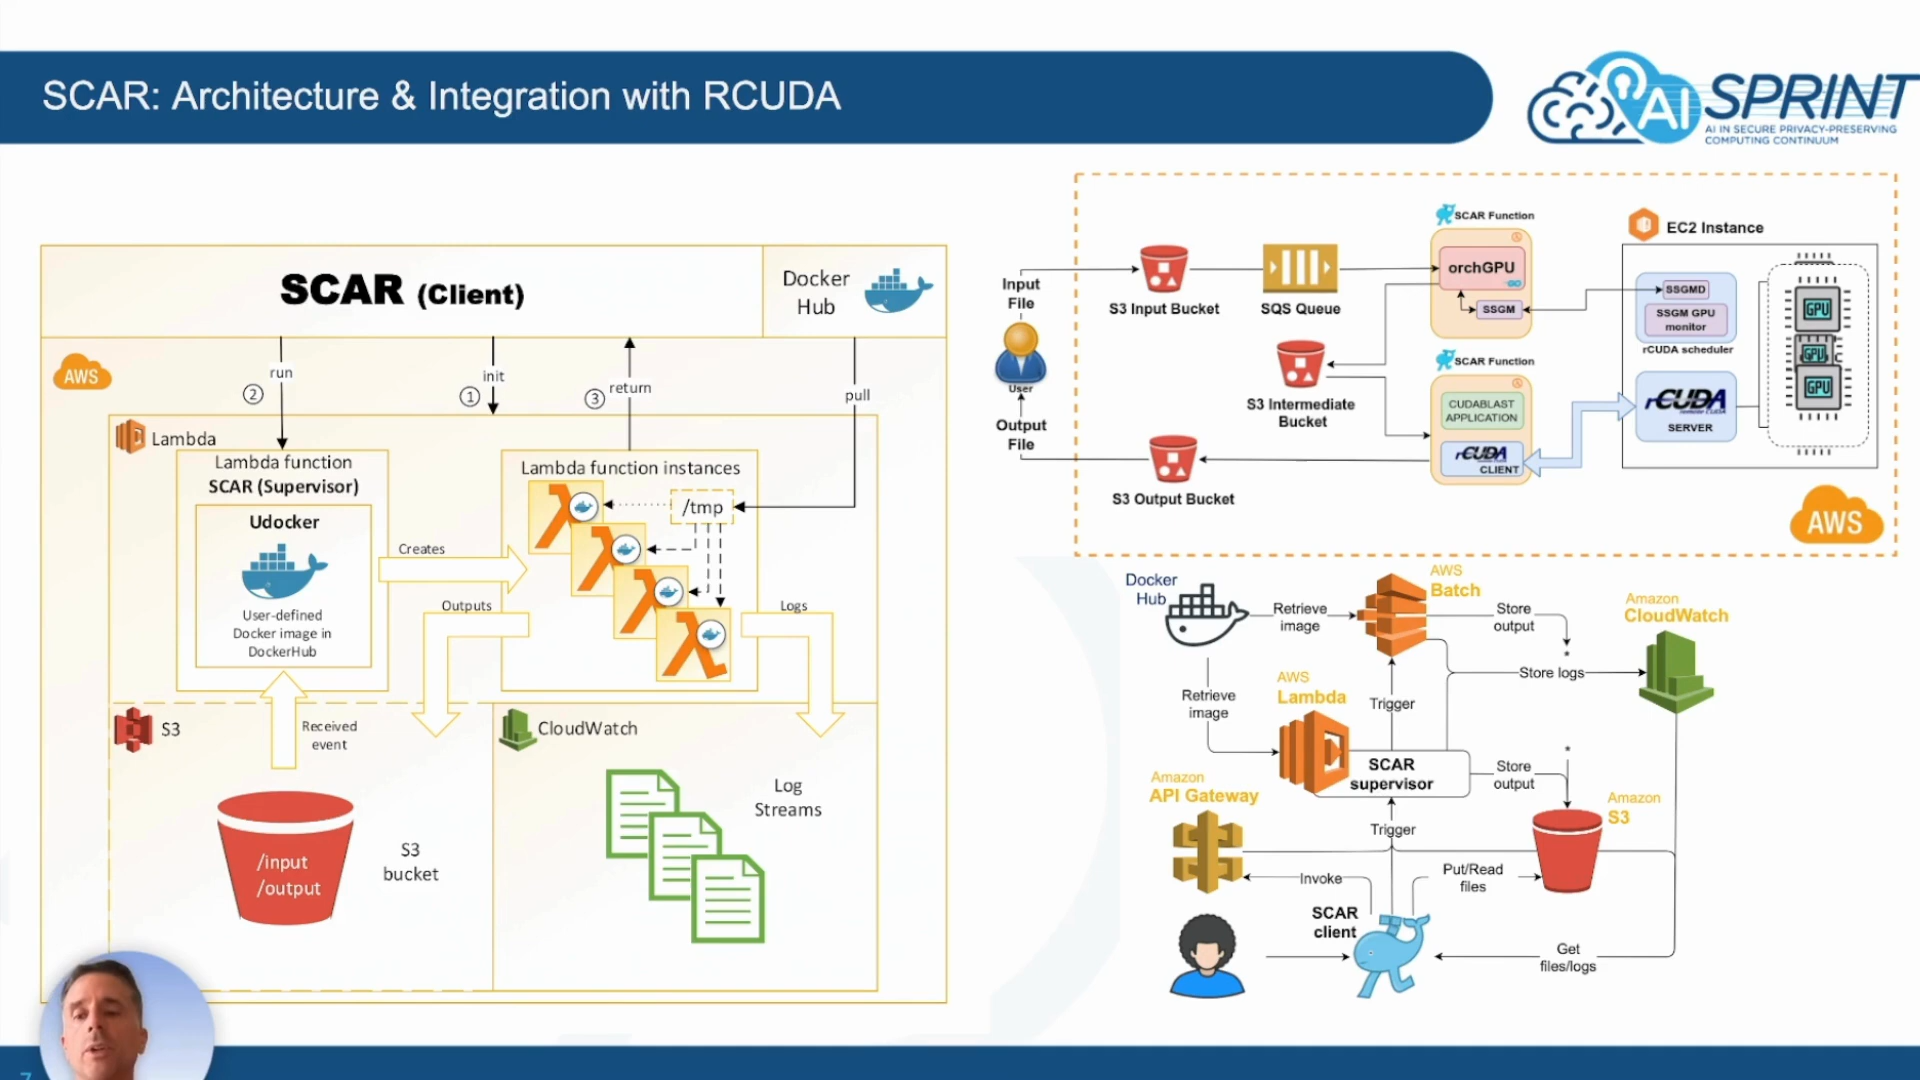 SCAR: Architecture & Integration with RCUDA
AI SPRINT
AI IN SECURE PRIVACY-PRESERVING
COMPUTING CONTINUUM
SCAR (Client)
Docker
Hub
AWS
run
2
init
1
return
3
pull
Lambda
Lambda function
SCAR (Supervisor)
Udocker
User-defined
Docker image in
DockerHub
Creates
Lambda function instances
/tmp
Outputs
Logs
S3
Received
event
/input
/output
S3
bucket
CloudWatch
Log
Streams
Input
File
User
Output
File
S3 Input Bucket
SQS Queue
SCAR Function
orchGPU
GO
SSGM
S3 Intermediate
Bucket
SCAR Function
CUDABLAST
APPLICATION
rCUDA
CLIENT
S3 Output Bucket
EC2 Instance
SSGMD
SSGM GPU
monitor
rCUDA scheduler
rCUDA
remote CUDA
SERVER
GPU
GPU
GPU
AWS
Docker
Hub
Retrieve
image
AWS
Batch
Store
output
*
Amazon
CloudWatch
Store logs
Retrieve
image
AWS
Lambda
Trigger
SCAR
supervisor
Store
output
*
Amazon
API Gateway
Trigger
Amazon
S3
Invoke
Put/Read
files
SCAR
client
Get
files/logs
7